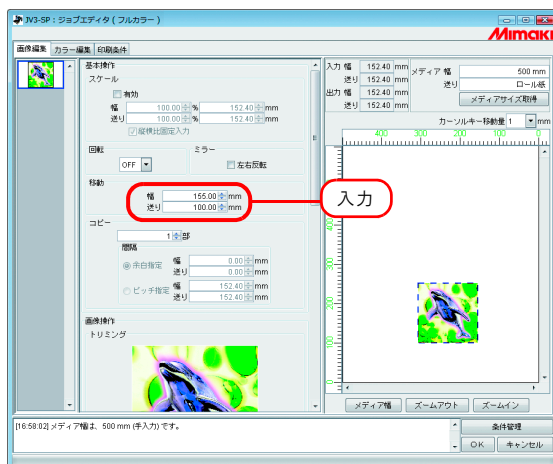 JV3-SP : ジョブエディタ ( フルカラー )
Mimaki
画像編集 カラー編集 印刷条件
基本操作
スケール
有効
幅 100.00 % 152.40 mm
送り 100.00 % 152.40 mm
縦横比固定入力
回転
OFF
ミラー
左右反転
移動
幅 155.00 mm
送り 100.00 mm
入力
コピー
1 部
間隔
余白指定 幅 0.00 mm
送り 0.00 mm
ピッチ指定 幅 152.40 mm
送り 152.40 mm
画像操作
トリミング
入力 幅 152.40 mm
送り 152.40 mm
出力 幅 152.40 mm
送り 152.40 mm
メディア 幅 500 mm
送り ロール紙
メディアサイズ取得
カーソルキー移動量 1 mm
400 300 200 100 0
200
100
0
メディア幅 ズームアウト ズームイン
[16:58:02] メディア幅は、500 mm (手入力) です。
条件管理
OK キャンセル